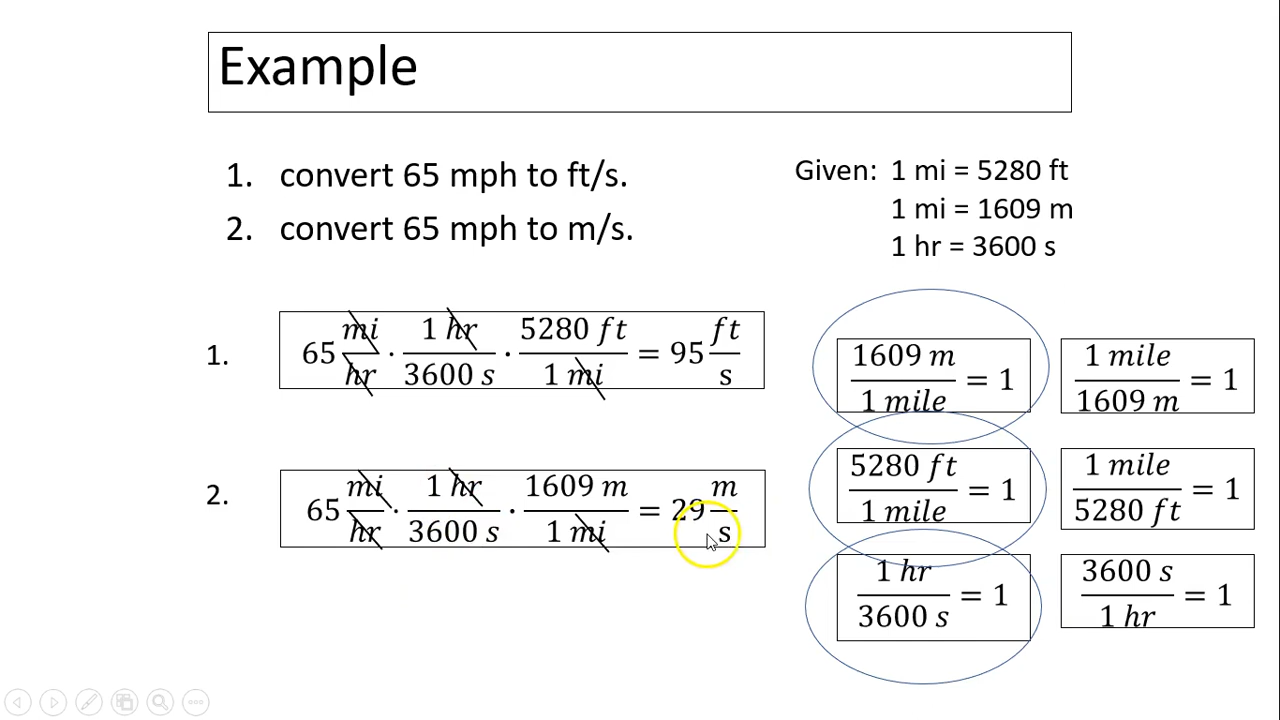 Example
1. convert 65 mph to ft/s.
2. convert 65 mph to m/s.
Given: 1 mi = 5280 ft
1 mi = 1609 m
1 hr = 3600 s
1. 65 mi/hr · 1 hr/3600 s · 5280 ft/1 mi = 95 ft/s
2. 65 mi/hr · 1 hr/3600 s · 1609 m/1 mi = 29 m/s
1609 m/1 mile = 1
1 mile/1609 m = 1
5280 ft/1 mile = 1
1 mile/5280 ft = 1
1 hr/3600 s = 1
3600 s/1 hr = 1